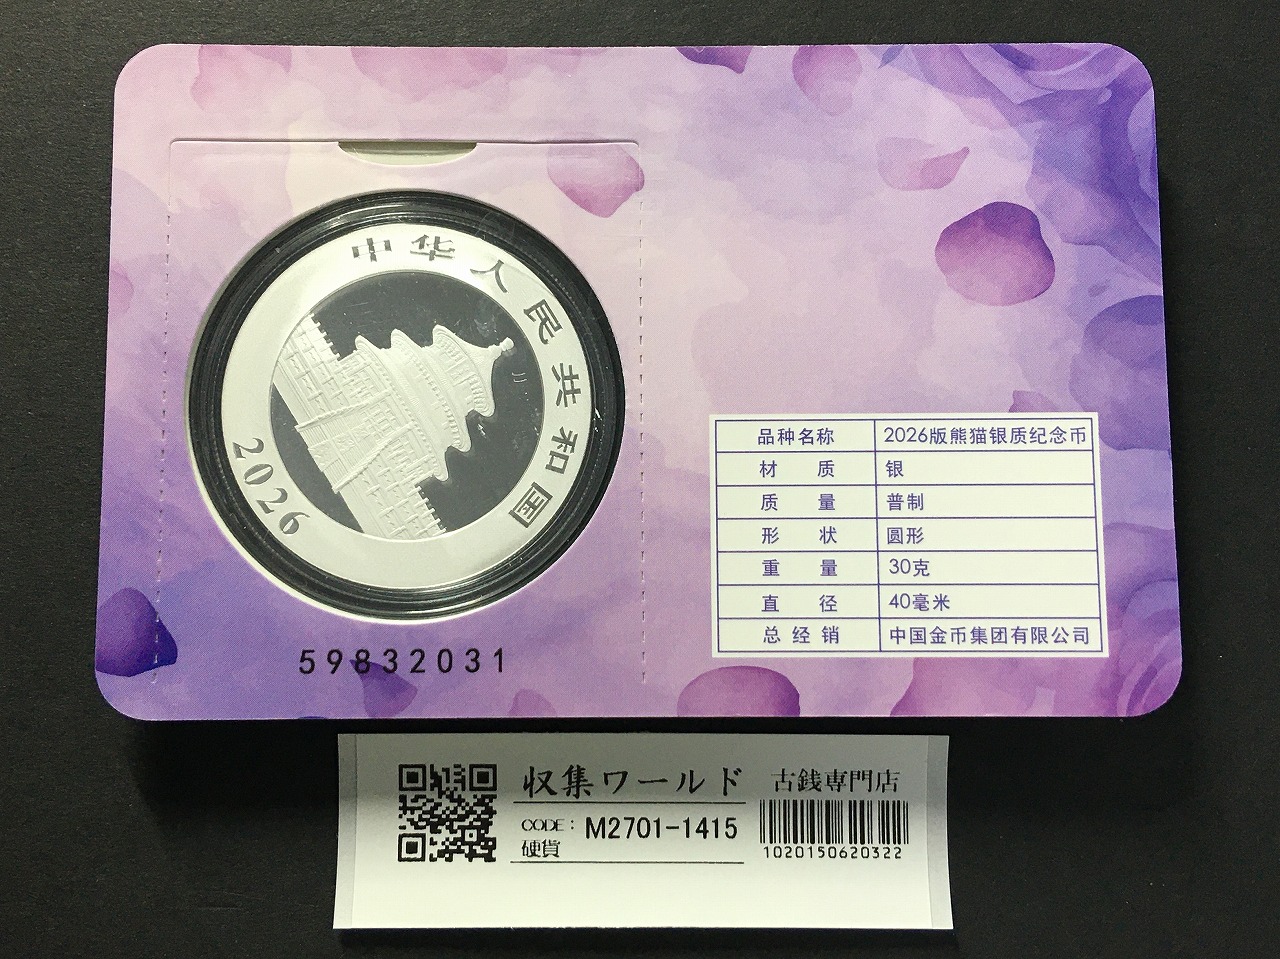 中华人民共和国
2026
59832031
品种名称 2026版熊猫银质纪念币
材 质 银
质 量 普制
形 状 圆形
重 量 30克
直 径 40毫米
总经销 中国金币集团有限公司
収集ワールド 古銭専門店
CODE: M2701-1415
硬貨
1020150620322